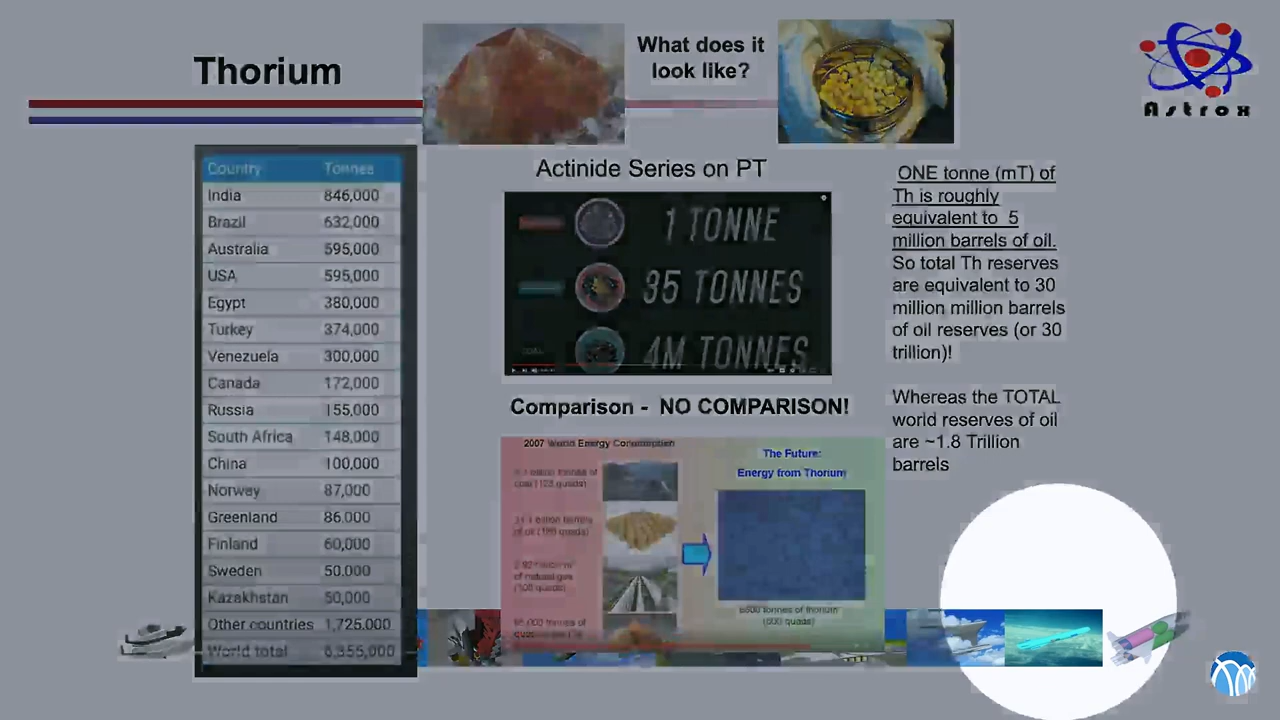 Thorium
What does it
look like?
Astrox
Country Tonnes
India 846,000
Brazil 632,000
Australia 595,000
USA 595,000
Egypt 380,000
Turkey 374,000
Venezuela 300,000
Canada 172,000
Russia 155,000
South Africa 148,000
China 100,000
Norway 87,000
Greenland 86.000
Finland 60,000
Sweden 50.000
Kazakhstan 50,000
Other countries 1,725.000
World total 6,355,000
Actinide Series on PT
1 TONNE
35 TONNES
4M TONNES
Comparison - NO COMPARISON!
2007 World Energy Consumption
of natural gas
The Future:
Energy from Thorium
6600 tonnes of thorium
ONE tonne (mT) of
Th is roughly
equivalent to 5
million barrels of oil.
So total Th reserves
are equivalent to 30
million million barrels
of oil reserves (or 30
trillion)!
Whereas the TOTAL
world reserves of oil
are ~1.8 Trillion
barrels